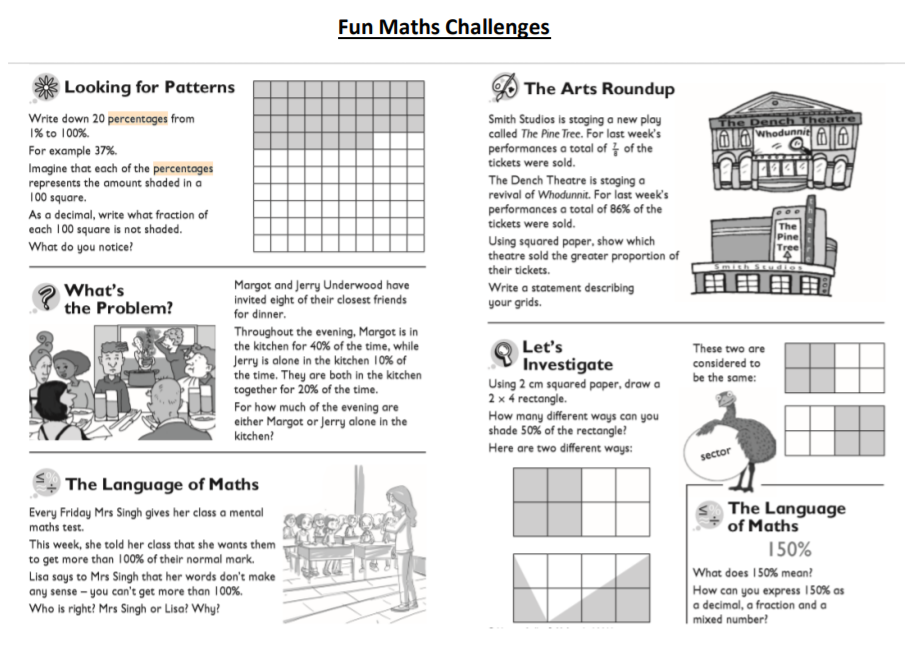 Fun Maths Challenges
Looking for Patterns
Write down 20 percentages from
1% to 100%.
For example 37%.
Imagine that each of the percentages
represents the amount shaded in a
100 square.
As a decimal, write what fraction of
each 100 square is not shaded.
What do you notice?
What's
the Problem?
Margot and Jerry Underwood have
invited eight of their closest friends
for dinner.
Throughout the evening, Margot is in
the kitchen for 40% of the time, while
Jerry is alone in the kitchen 10% of
the time. They are both in the kitchen
together for 20% of the time.
For how much of the evening are
either Margot or Jerry alone in the
kitchen?
The Language of Maths
Every Friday Mrs Singh gives her class a mental
maths test.
This week, she told her class that she wants them
to get more than 100% of their normal mark.
Lisa says to Mrs Singh that her words don't make
any sense – you can't get more than 100%.
Who is right? Mrs Singh or Lisa? Why?
The Arts Roundup
Smith Studios is staging a new play
called The Pine Tree. For last week's
performances a total of of the
tickets were sold.
The Dench Theatre is staging a
revival of Whodunnit. For last week's
performances a total of 86% of the
tickets were sold.
Using squared paper, show which
theatre sold the greater proportion of
their tickets.
Write a statement describing
your grids.
The Dench Theatre
Whodunnit
The
Pine
Tree
Theatre
Smith Studios
Let's
Investigate
Using 2 cm squared paper, draw a
2 × 4 rectangle.
How many different ways can you
shade 50% of the rectangle?
Here are two different ways:
These two are
considered to
be the same:
sector
The Language
of Maths
150%
What does 150% mean?
How can you express 150% as
a decimal, a fraction and a
mixed number?